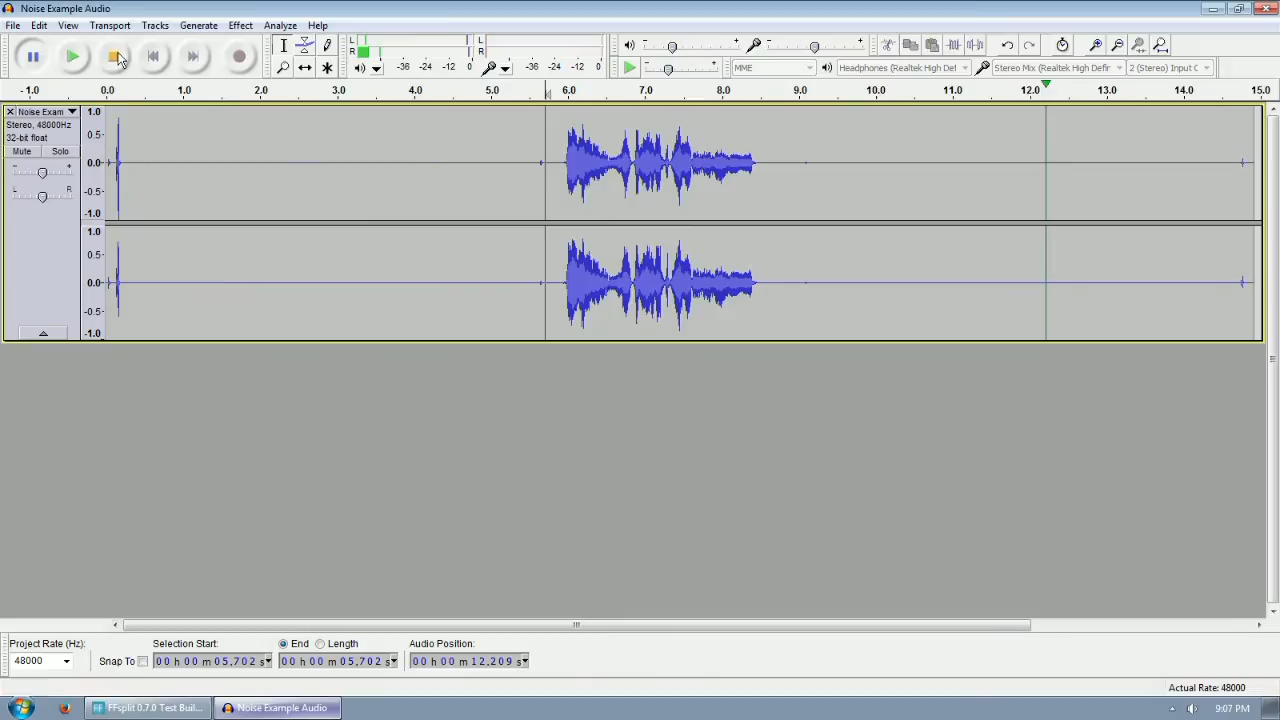 Noise Example Audio
File Edit View Transport Tracks Generate Effect Analyze Help
L R -36 -24 -12 0 L R -36 -24 -12 0
MME Headphones (Realtek High Def Stereo Mix (Realtek High Defir 2 (Stereo) Input C
-1.0 0.0 1.0 2.0 3.0 4.0 5.0 6.0 7.0 8.0 9.0 10.0 11.0 12.0 13.0 14.0 15.0
Noise Exam
Stereo, 48000Hz
32-bit float
Mute Solo
- +
L R
1.0
0.5
0.0
-0.5
-1.0
1.0
0.5
0.0
-0.5
-1.0
Project Rate (Hz): Selection Start: End Length Audio Position:
48000 Snap To 00 h 00 m 05.702 s 00 h 00 m 05.702 s 00 h 00 m 12.209 s
Actual Rate: 48000
FFsplit 0.7.0 Test Buil... Noise Example Audio 9:07 PM